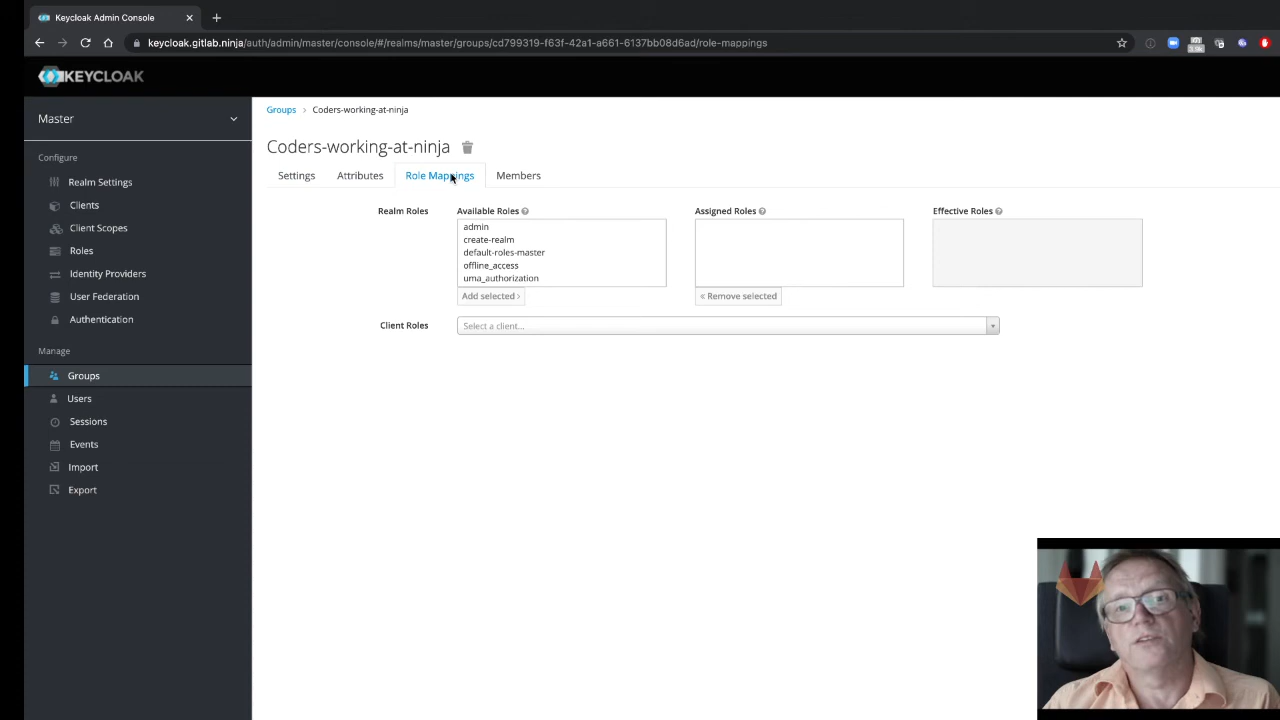 Keycloak Admin Console
keycloak.gitlab.ninja/auth/admin/master/console/#/realms/master/groups/cd799319-f63f-42a1-a661-6137bb08d6ad/role-mappings
KEYCLOAK
Master
Configure
Realm Settings
Clients
Client Scopes
Roles
Identity Providers
User Federation
Authentication
Manage
Groups
Users
Sessions
Events
Import
Export
Groups > Coders-working-at-ninja
Coders-working-at-ninja
Settings Attributes Role Mappings Members
Realm Roles Available Roles Assigned Roles Effective Roles
admin
create-realm
default-roles-master
offline_access
uma_authorization
Add selected > < Remove selected
Client Roles Select a client...